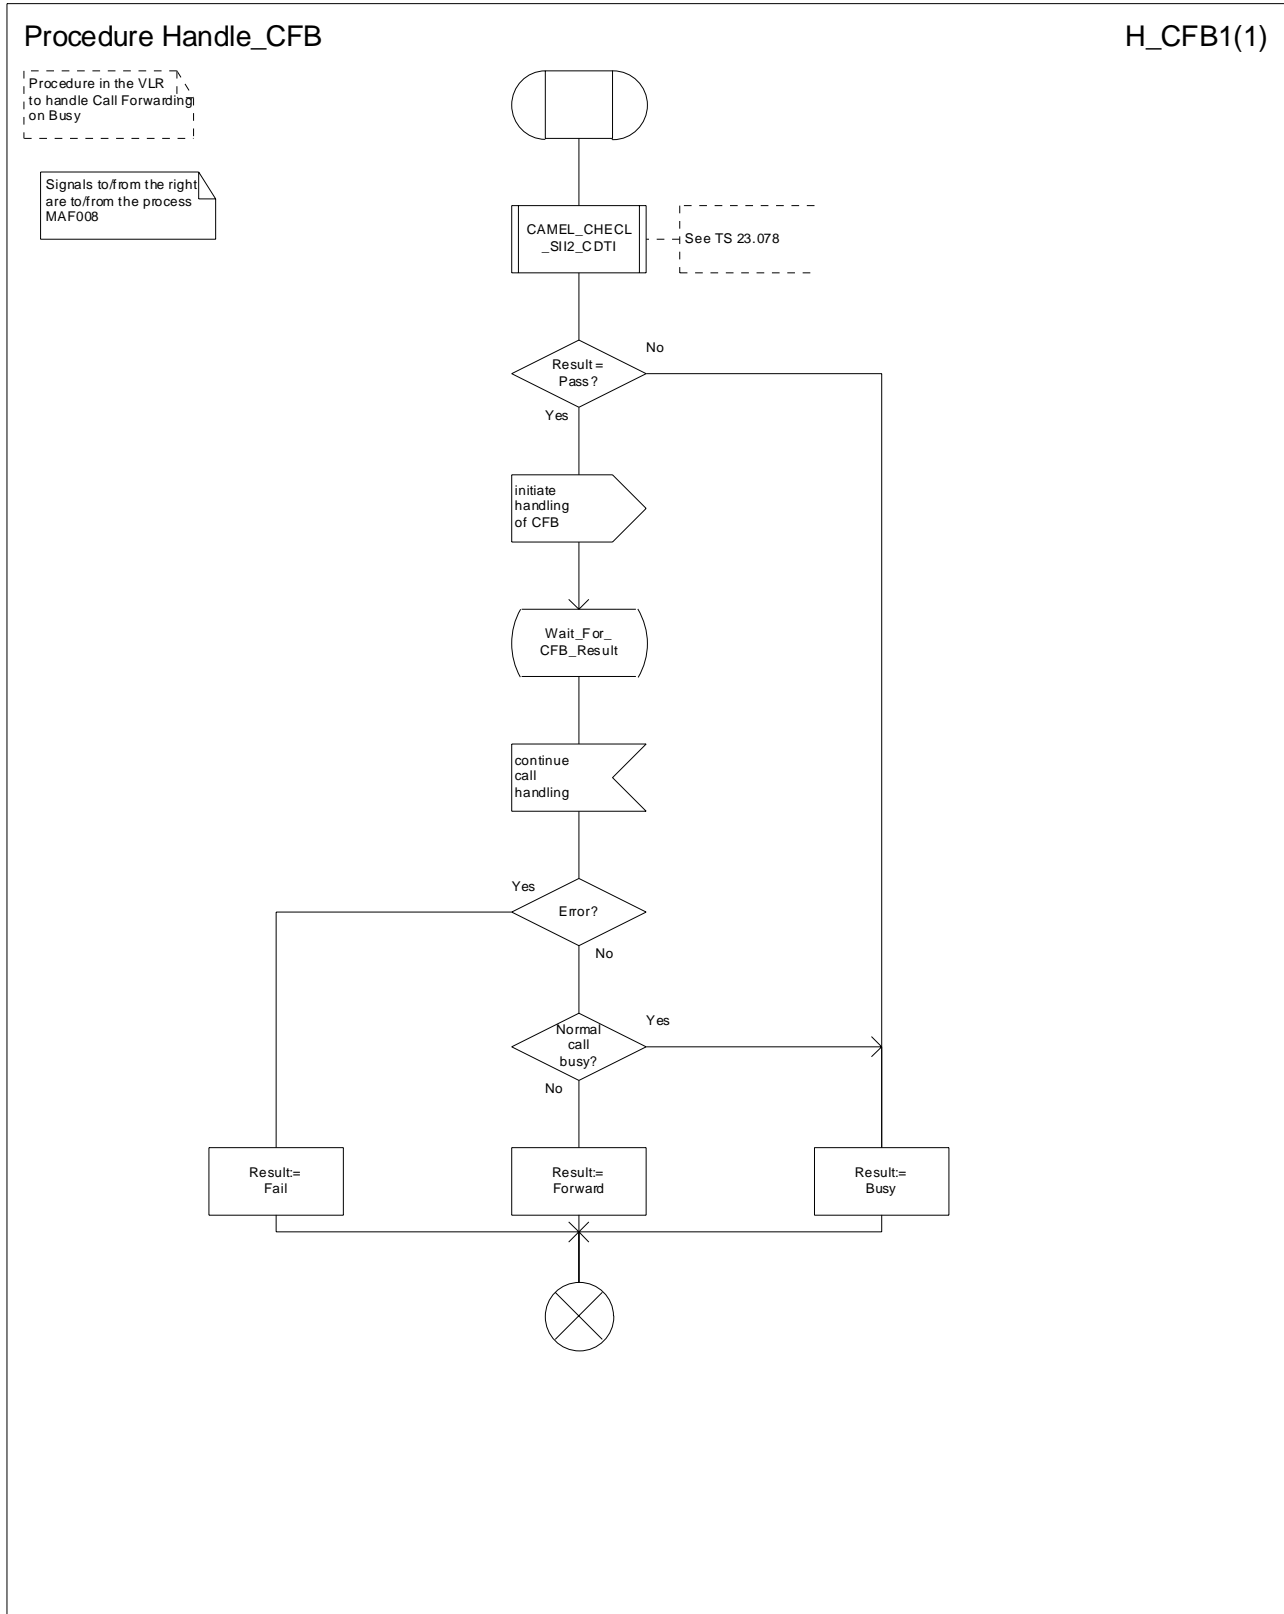 Procedure Handle_CFB
H_CFB1(1)
Procedure in the VLR
to handle Call Forwarding
on Busy
Signals to/from the right
are to/from the process
MAF008
CAMEL_CHECL
_SII2_CDTI
See TS 23.078
Result =
Pass?
No
Yes
initiate
handling
of CFB
Wait_For_
CFB_Result
continue
call
handling
Yes
Error?
No
Normal
call
busy?
Yes
No
Result:=
Fail
Result:=
Forward
Result:=
Busy